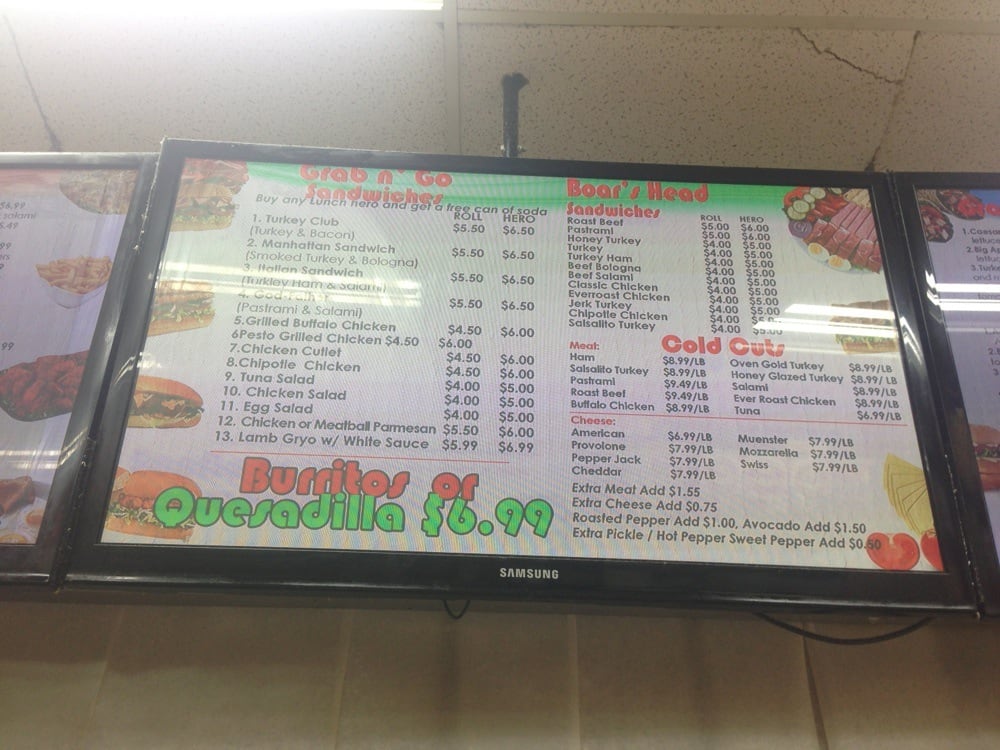 $6.99
salami
.49
99
Grab n' Go
Sandwiches
Buy any Lunch hero and get a free can of soda
ROLL HERO
1. Turkey Club $5.50 $6.50
(Turkey & Bacon)
2. Manhattan Sandwich $5.50 $6.50
(Smoked Turkey & Bologna)
3. Italian Sandwich $5.50 $6.50
(Turkley Ham & Salami)
4. God Father $5.50 $6.50
(Pastrami & Salami)
5.Grilled Buffalo Chicken $4.50 $6.00
6Pesto Grilled Chicken $4.50 $6.00
7.Chicken Cutlet $4.50 $6.00
8.Chipotle Chicken $4.50 $6.00
9. Tuna Salad $4.00 $5.00
10. Chicken Salad $4.00 $5.00
11. Egg Salad $4.00 $5.00
12. Chicken or Meatball Parmesan $5.50 $6.00
13. Lamb Gryo w/ White Sauce $5.99 $6.99
Burritos or
Quesadilla $6.99
Boar's Head
Sandwiches
ROLL HERO
Roast Beef $5.00 $6.00
Pastrami $5.00 $6.00
Honey Turkey $4.00 $5.00
Turkey $4.00 $5.00
Turkey Ham $4.00 $5.00
Beef Bologna $4.00 $5.00
Beef Salami $4.00 $5.00
Classic Chicken $4.00 $5.00
Everroast Chicken $4.00 $5.00
Jerk Turkey $4.00 $5.00
Chipotle Chicken $4.00 $5.00
Salsalito Turkey $4.00 $5.00
Cold Cuts
Meat:
Ham $8.99/LB
Salsalito Turkey $8.99/LB
Pastrami $9.49/LB
Roast Beef $9.49/LB
Buffalo Chicken $8.99/LB
Oven Gold Turkey $8.99/LB
Honey Glazed Turkey $8.99/ LB
Salami $8.99/LB
Ever Roast Chicken $8.99/LB
Tuna $6.99/LB
Cheese:
American $6.99/LB
Provolone $7.99/LB
Pepper Jack $7.99/LB
Cheddar $7.99/LB
Muenster $7.99/LB
Mozzarella $7.99/LB
Swiss $7.99/LB
Extra Meat Add $1.55
Extra Cheese Add $0.75
Roasted Pepper Add $1.00, Avocado Add $1.50
Extra Pickle / Hot Pepper Sweet Pepper Add $0.50
SAMSUNG